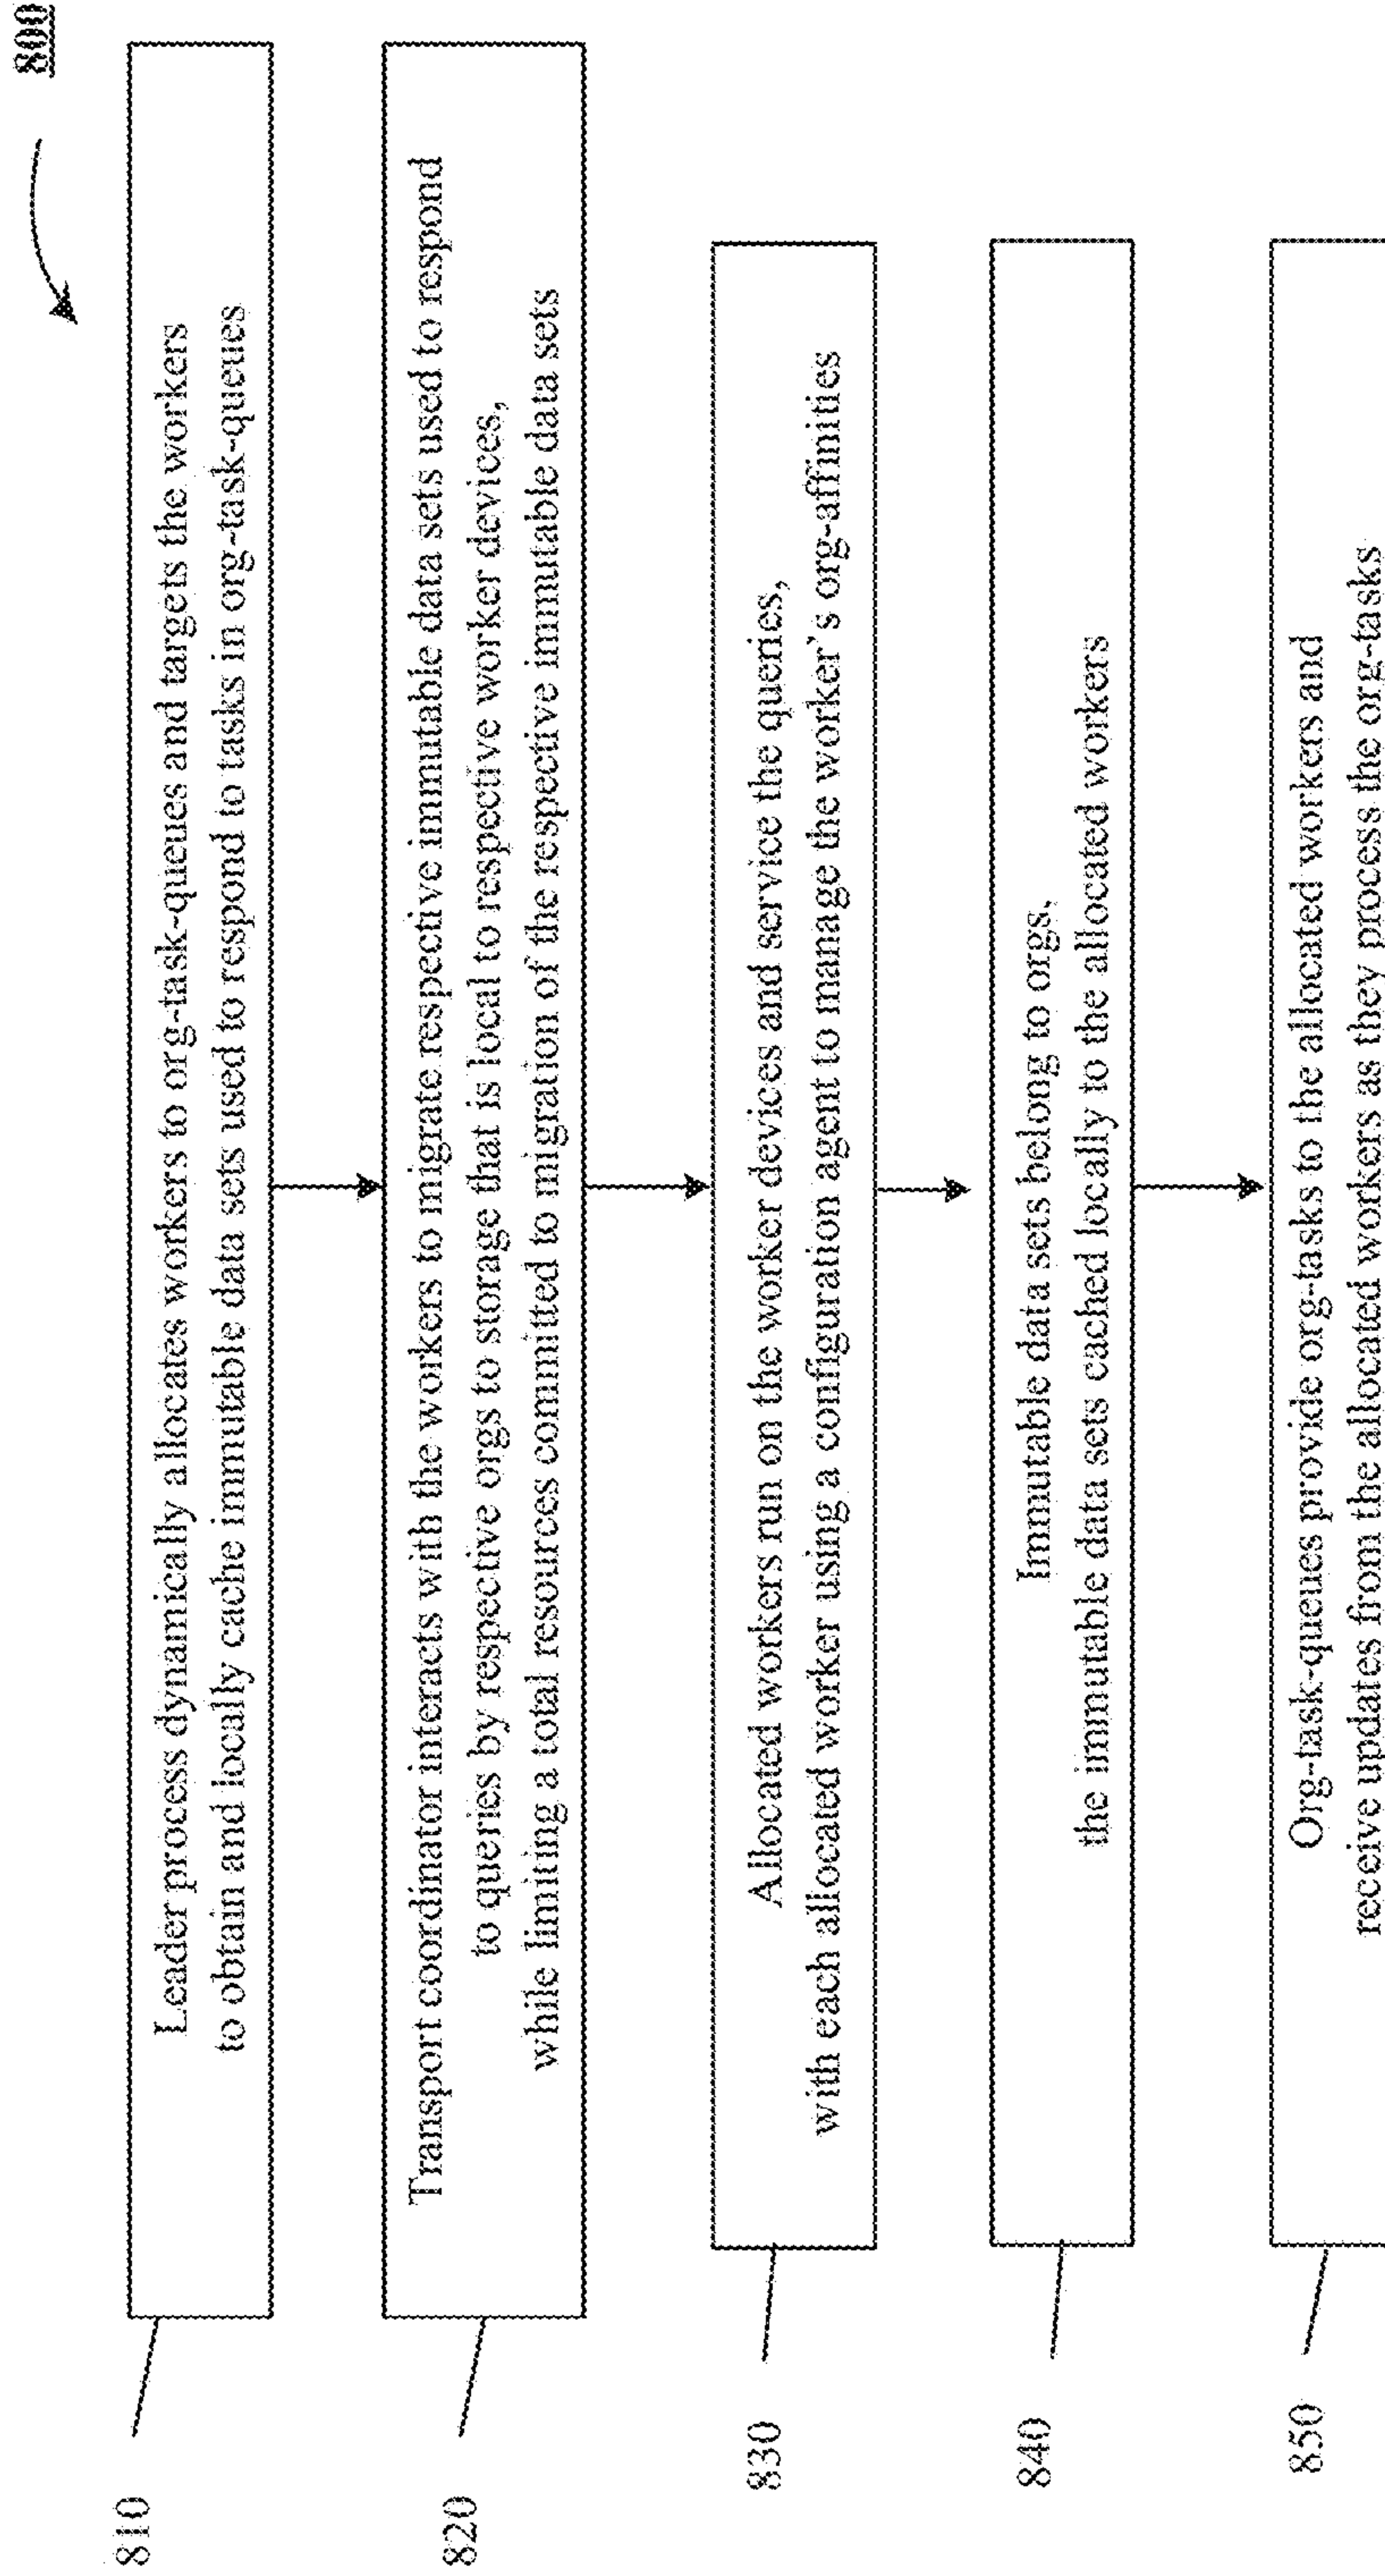 800
810
Leader process dynamically allocates workers to org-task-queues and targets the workers
to obtain and locally cache immutable data sets used to respond to tasks in org-task-queues
820
Transport coordinator interacts with the workers to migrate respective immutable data sets used to respond
to queries by respective orgs to storage that is local to respective worker devices,
while limiting a total resources committed to migration of the respective immutable data sets
830
Allocated workers run on the worker devices and service the queries,
with each allocated worker using a configuration agent to manage the worker's org-affinities
840
Immutable data sets belong to orgs,
the immutable data sets cached locally to the allocated workers
850
Org-task-queues provide org-tasks to the allocated workers and
receive updates from the allocated workers as they process the org-tasks